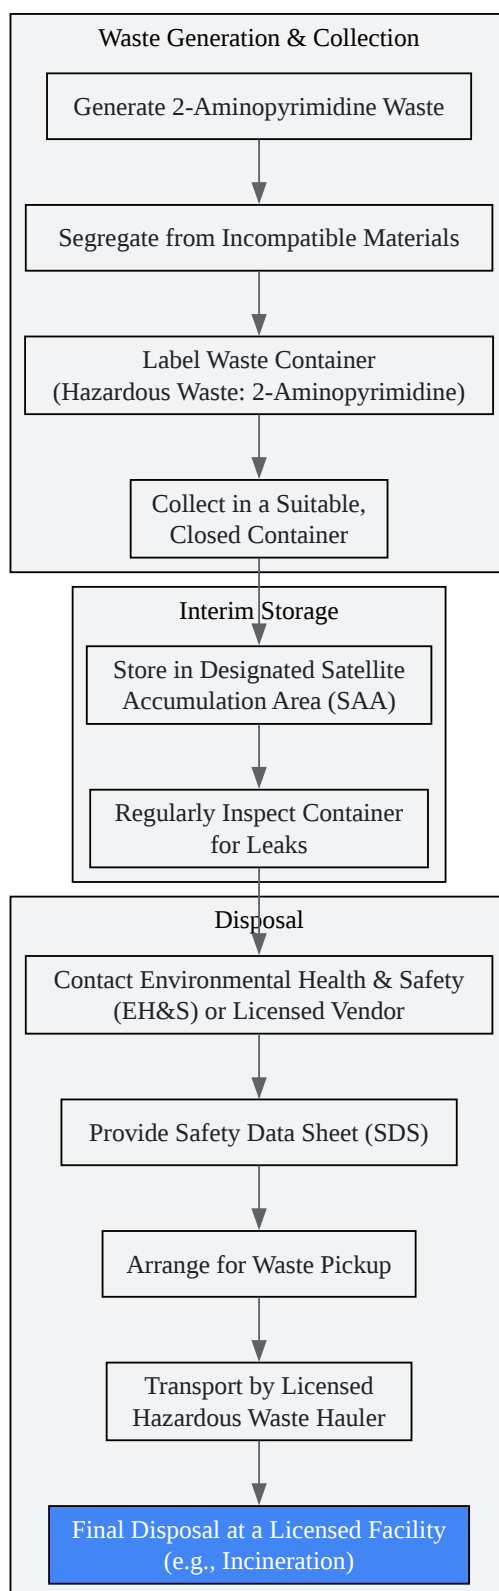 Waste Generation & Collection
Generate 2-Aminopyrimidine Waste
Segregate from Incompatible Materials
Label Waste Container
(Hazardous Waste: 2-Aminopyrimidine)
Collect in a Suitable,
Closed Container
Interim Storage
Store in Designated Satellite
Accumulation Area (SAA)
Regularly Inspect Container
for Leaks
Disposal
Contact Environmental Health & Safety
(EH&S) or Licensed Vendor
Provide Safety Data Sheet (SDS)
Arrange for Waste Pickup
Transport by Licensed
Hazardous Waste Hauler
Final Disposal at a Licensed Facility
(e.g., Incineration)